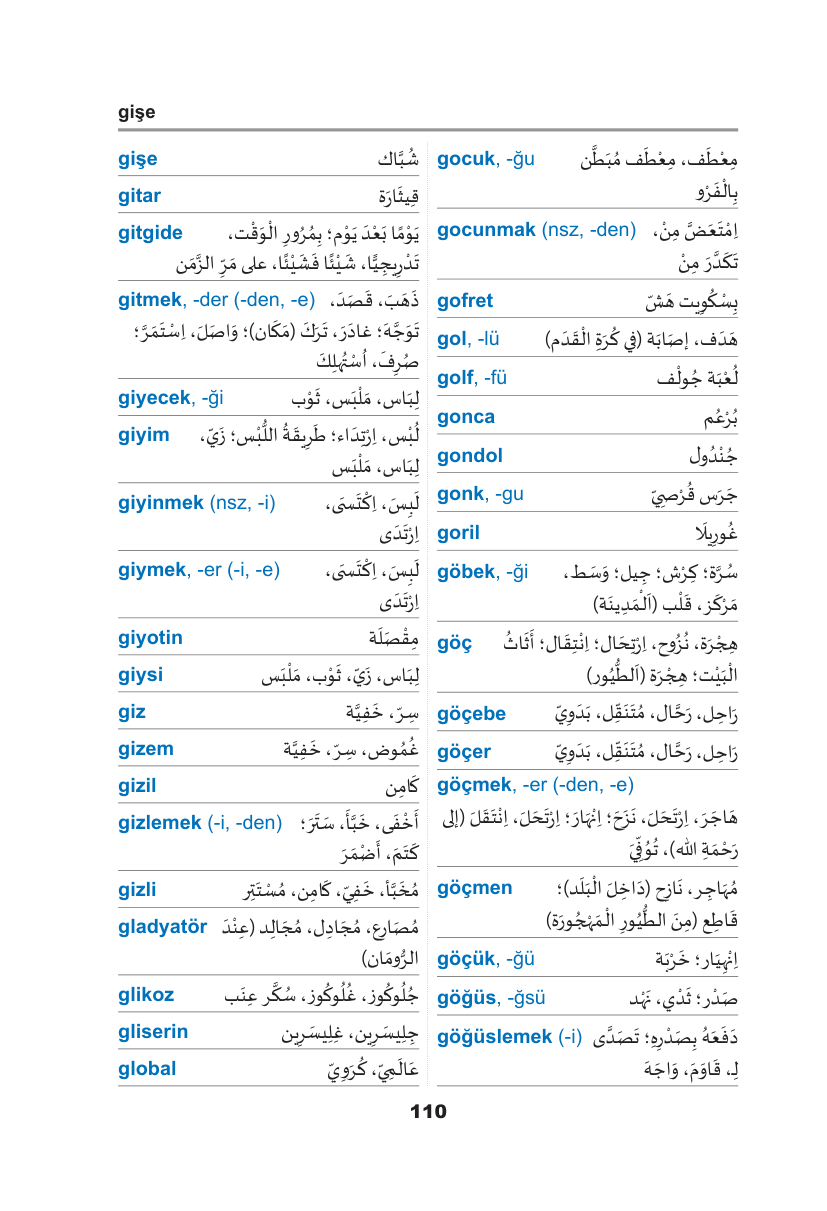 gişe
gişe شُبَّاك
gitar قِيثَارَة
gitgide يَوْمًا بَعْدَ يَوْم؛ بِمُرُورِ الْوَقْت،
تَدْرِيجِيًّا، شَيْئًا فَشَيْئًا، على مَرِّ الزَّمَن
gitmek, -der (-den, -e) ذَهَبَ، قَصَدَ،
تَوَجَّهَ؛ غادَرَ، تَرَكَ (مَكَان)؛ وَاصَلَ، اِسْتَمَرَّ؛
صُرِفَ، اُسْتُهْلِكَ
giyecek, -ği لِبَاس، مَلْبَس، ثَوْب
giyim لُبْس، اِرْتِدَاء؛ طَرِيقَةُ اللُّبْس؛ زَيّ،
لِبَاس، مَلْبَس
giyinmek (nsz, -i) لَبِسَ، اِكْتَسَى،
اِرْتَدَى
giymek, -er (-i, -e) لَبِسَ، اِكْتَسَى،
اِرْتَدَى
giyotin مِقْصَلَة
giysi لِبَاس، زَيّ، ثَوْب، مَلْبَس
giz سِرّ، خَفِيَّة
gizem غُمُوض، سِرّ، خَفِيَّة
gizil كَامِن
gizlemek (-i, -den) أَخْفَى، خَبَّأَ، سَتَرَ؛
كَتَمَ، أَضْمَرَ
gizli مُخَبَّأ، خَفِيّ، كَامِن، مُسْتَتِر
gladyatör مُصَارِع، مُجَادِل، مُجَالِد (عِنْدَ
الرُّومَان)
glikoz جُلُوكُوز، غُلُوكُوز، سُكَّر عِنَب
gliserin جِلِيسَرِين، غِلِيسَرِين
global عَالَمِيّ، كُرَوِيّ
gocuk, -ğu مِعْطَف، مِعْطَف مُبَطَّن
بِالْفَرْو
gocunmak (nsz, -den) اِمْتَعَضَّ مِنْ،
تَكَدَّرَ مِنْ
gofret بِسْكُوِيت هَشّ
gol, -lü هَدَف، إصَابَة (في كُرَةِ الْقَدَم)
golf, -fü لُعْبَة جُولْف
gonca بُرْعُم
gondol جُنْدُول
gonk, -gu جَرَس قُرْصِيّ
goril غُورِيلَا
göbek, -ği سُرَّة؛ كِرْش؛ جِيل؛ وَسَط،
مَرْكَز، قَلْب (اَلْمَدِينَة)
göç هِجْرَة، نُزُوح، اِرْتِحَال؛ اِنْتِقَال؛ أَثَاثُ
الْبَيْت؛ هِجْرَة (اَلطُّيُور)
göçebe رَاحِل، رَحَّال، مُتَنَقِّل، بَدَوِيّ
göçer رَاحِل، رَحَّال، مُتَنَقِّل، بَدَوِيّ
göçmek, -er (-den, -e)
هَاجَرَ، اِرْتَحَلَ، نَزَحَ؛ اِنْهَارَ؛ اِرْتَحَلَ، اِنْتَقَلَ (إلى
رَحْمَةِ الله)، تُوُفِّيَ
göçmen مُهَاجِر، نَازِح (دَاخِلَ الْبَلَد)؛
قَاطِع (مِنَ الطُّيُورِ الْمَهْجُورَة)
göçük, -ğü اِنْهِيَار؛ خَرْبَة
göğüs, -ğsü صَدْر؛ ثَدْي، نَهْد
göğüslemek (-i) دَفَعَهُ بِصَدْرِهِ؛ تَصَدَّى
لِـ، قَاوَمَ، وَاجَهَ
110